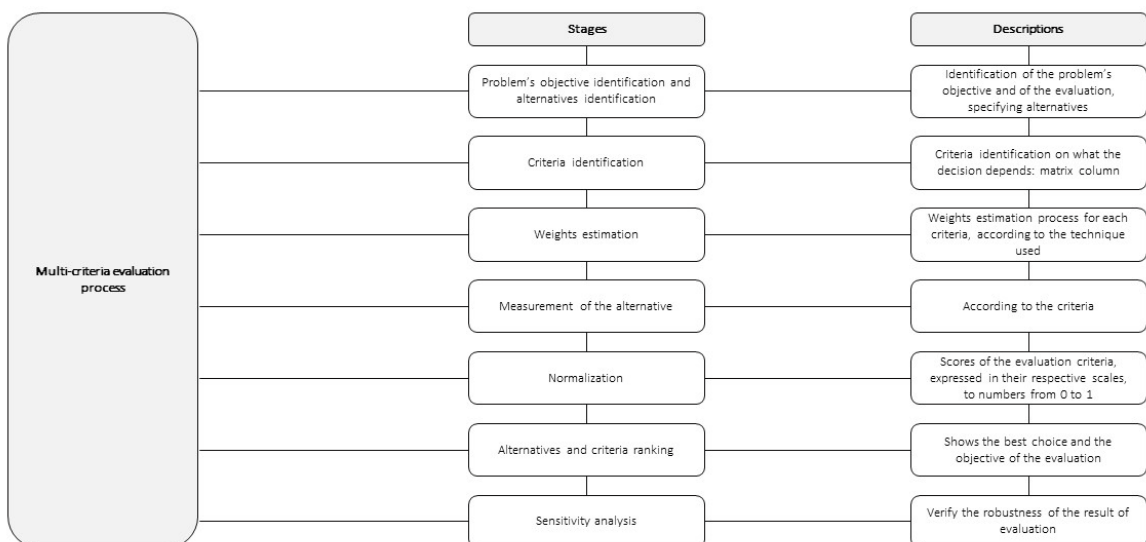 Stages
Descriptions
Problem's objective identification and
alternatives identification
Identification of the problem's
objective and of the evaluation,
specifying alternatives
Criteria identification
Criteria identification on what the
decision depends: matrix column
Weights estimation
Weights estimation process for each
criteria, according to the technique
used
Multi-criteria evaluation
process
Measurement of the alternative
According to the criteria
Normalization
Scores of the evaluation criteria,
expressed in their respective scales,
to numbers from 0 to 1
Alternatives and criteria ranking
Shows the best choice and the
objective of the evaluation
Sensitivity analysis
Verify the robustness of the result of
evaluation